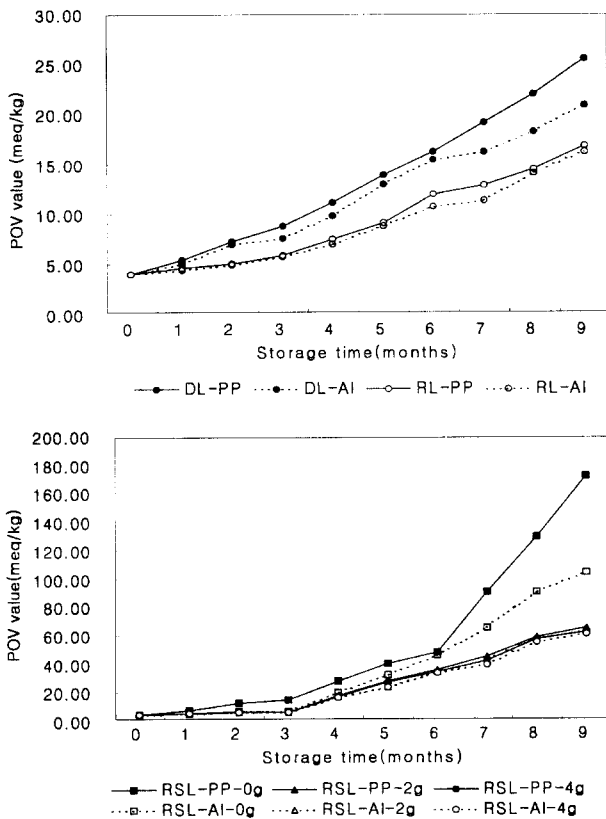 30.00
25.00
20.00
15.00
10.00
5.00
0.00
POV value (meq/kg)
0 1 2 3 4 5 6 7 8 9
Storage time(months)
DL-PP DL-Al RL-PP RL-Al
200.00
180.00
160.00
140.00
120.00
100.00
80.00
60.00
40.00
20.00
0.00
POV value(meq/kg)
0 1 2 3 4 5 6 7 8 9
Storage time(months)
RSL-PP-0g RSL-PP-2g RSL-PP-4g
RSL-Al-0g RSL-Al-2g RSL-Al-4g